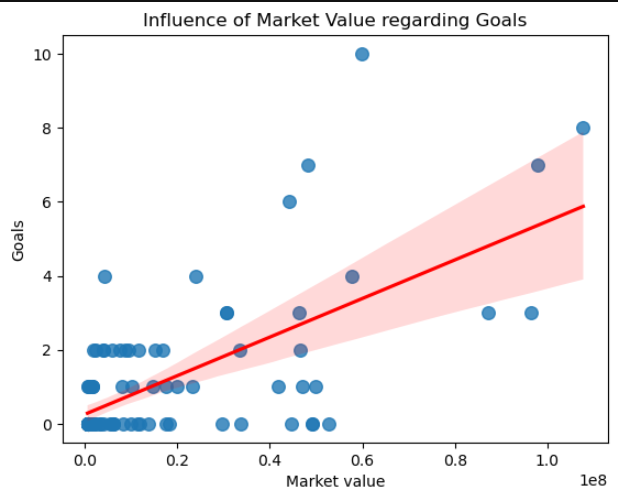 Influence of Market Value regarding Goals
10
8
6
4
2
0
Goals
0.0 0.2 0.4 0.6 0.8 1.0
1e8
Market value